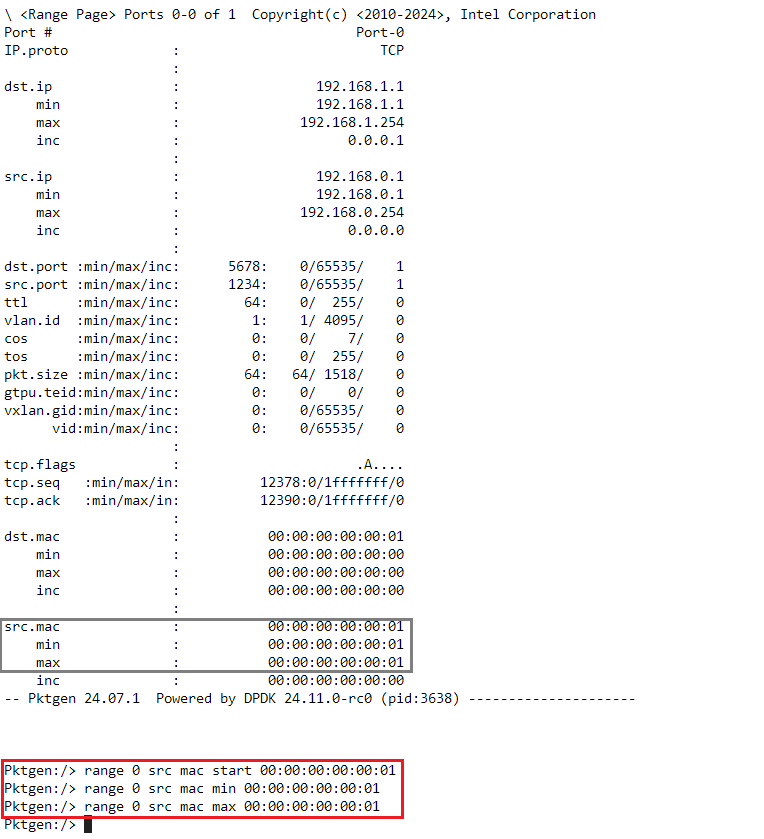 \ <Range Page> Ports 0-0 of 1  Copyright(c) <2010-2024>, Intel Corporation
Port #                                      Port-0
IP.proto             :                         TCP
                     :
dst.ip               :                 192.168.1.1
    min              :                 192.168.1.1
    max              :               192.168.1.254
    inc              :                     0.0.0.1
                     :
src.ip               :                 192.168.0.1
    min              :                 192.168.0.1
    max              :               192.168.0.254
    inc              :                     0.0.0.0
                     :
dst.port :min/max/inc:      5678:    0/65535/    1
src.port :min/max/inc:      1234:    0/65535/    1
ttl      :min/max/inc:        64:    0/  255/    0
vlan.id  :min/max/inc:         1:    1/ 4095/    0
cos      :min/max/inc:         0:    0/    7/    0
tos      :min/max/inc:         0:    0/  255/    0
pkt.size :min/max/inc:        64:   64/ 1518/    0
gtpu.teid:min/max/inc:         0:    0/    0/    0
vxlan.gid:min/max/inc:         0:    0/65535/    0
      vid:min/max/inc:         0:    0/65535/    0
                     :
tcp.flags            :                      .A....
tcp.seq   :min/max/in:          12378:0/1fffffff/0
tcp.ack   :min/max/in:          12390:0/1fffffff/0
                     :
dst.mac              :           00:00:00:00:00:01
    min              :           00:00:00:00:00:00
    max              :           00:00:00:00:00:00
    inc              :           00:00:00:00:00:00
                     :
src.mac              :           00:00:00:00:00:01
    min              :           00:00:00:00:00:01
    max              :           00:00:00:00:00:01
    inc              :           00:00:00:00:00:00
-- Pktgen 24.07.1  Powered by DPDK 24.11.0-rc0 (pid:3638) ---------------------
Pktgen:/> range 0 src mac start 00:00:00:00:00:01
Pktgen:/> range 0 src mac min 00:00:00:00:00:01
Pktgen:/> range 0 src mac max 00:00:00:00:00:01
Pktgen:/>